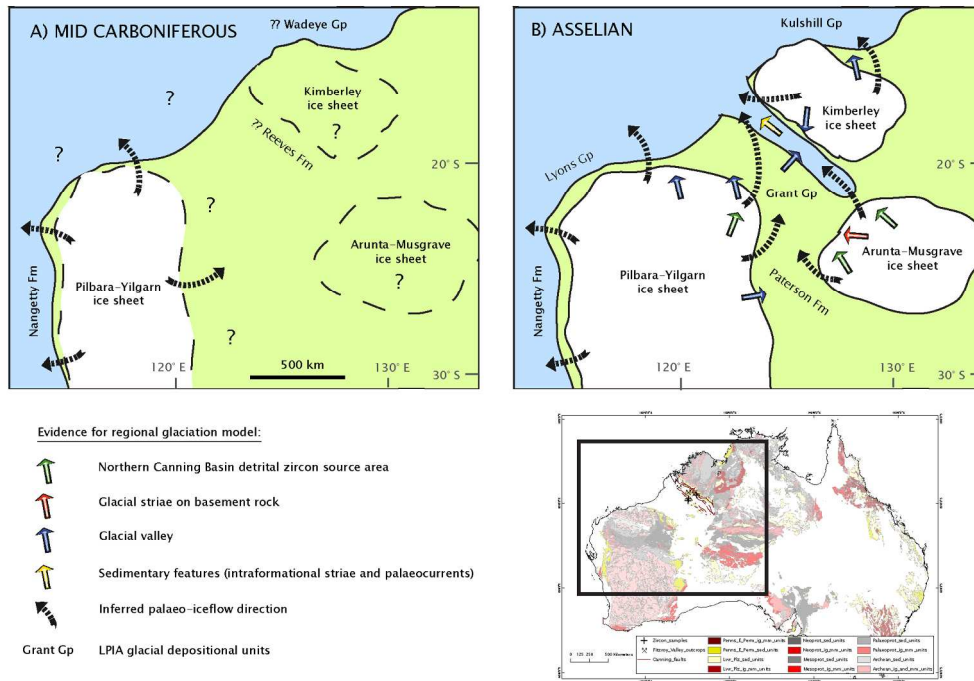 A) MID CARBONIFEROUS
?? Wadeye Gp
Kimberley
ice sheet
?
?? Reeves Fm
?
?
20° S
?
Arunta-Musgrave
ice sheet
?
Pilbara-Yilgarn
ice sheet
Nangetty Fm
?
120° E
500 km
130° E
30° S
B) ASSELIAN
Kulshill Gp
Kimberley
ice sheet
Lyons Gp
20° S
Grant Gp
Arunta-Musgrave
ice sheet
Pilbara-Yilgarn
ice sheet
Paterson Fm
Nangetty Fm
120° E
130° E
30° S
Evidence for regional glaciation model:
Northern Canning Basin detrital zircon source area
Glacial striae on basement rock
Glacial valley
Sedimentary features (intraformational striae and palaeocurrents)
Inferred palaeo-iceflow direction
Grant Gp LPIA glacial depositional units
Zircon_samples
Fitzroy_Valley_outcrops
Canning_faults